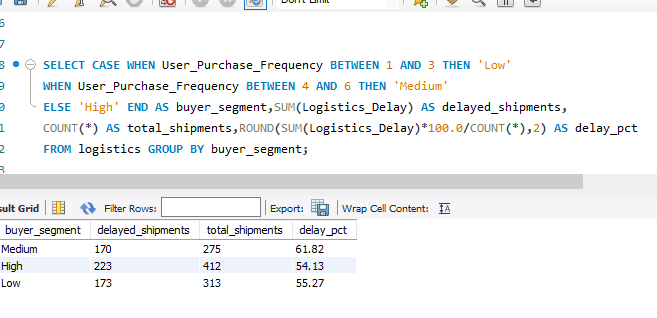 Don't Limit
6
7
8 SELECT CASE WHEN User_Purchase_Frequency BETWEEN 1 AND 3 THEN 'Low'
9 WHEN User_Purchase_Frequency BETWEEN 4 AND 6 THEN 'Medium'
0 ELSE 'High' END AS buyer_segment,SUM(Logistics_Delay) AS delayed_shipments,
1 COUNT(*) AS total_shipments,ROUND(SUM(Logistics_Delay)*100.0/COUNT(*),2) AS delay_pct
2 FROM logistics GROUP BY buyer_segment;
3
sult Grid Filter Rows: Export: Wrap Cell Content: IA
buyer_segment delayed_shipments total_shipments delay_pct
Medium 170 275 61.82
High 223 412 54.13
Low 173 313 55.27